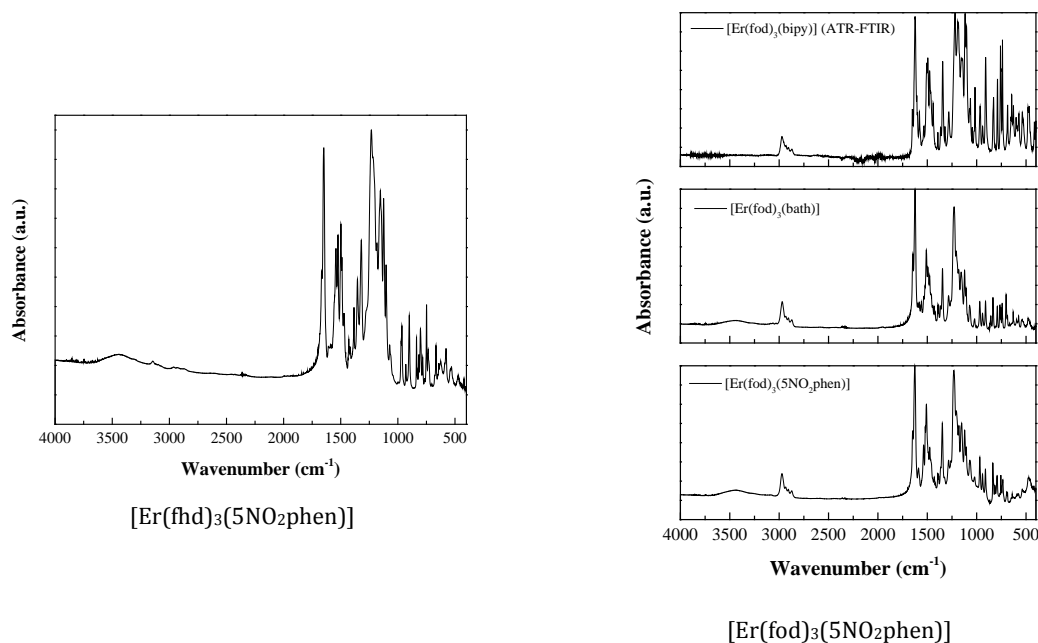 Absorbance (a.u.)
4000 3500 3000 2500 2000 1500 1000 500
Wavenumber (cm⁻¹)
[Er(fhd)₃(5NO₂phen)]
[Er(fod)₃(bipy)] (ATR-FTIR)
[Er(fod)₃(bath)]
[Er(fod)₃(5NO₂phen)]
Absorbance (a.u.)
4000 3500 3000 2500 2000 1500 1000 500
Wavenumber (cm⁻¹)
[Er(fod)₃(5NO₂phen)]